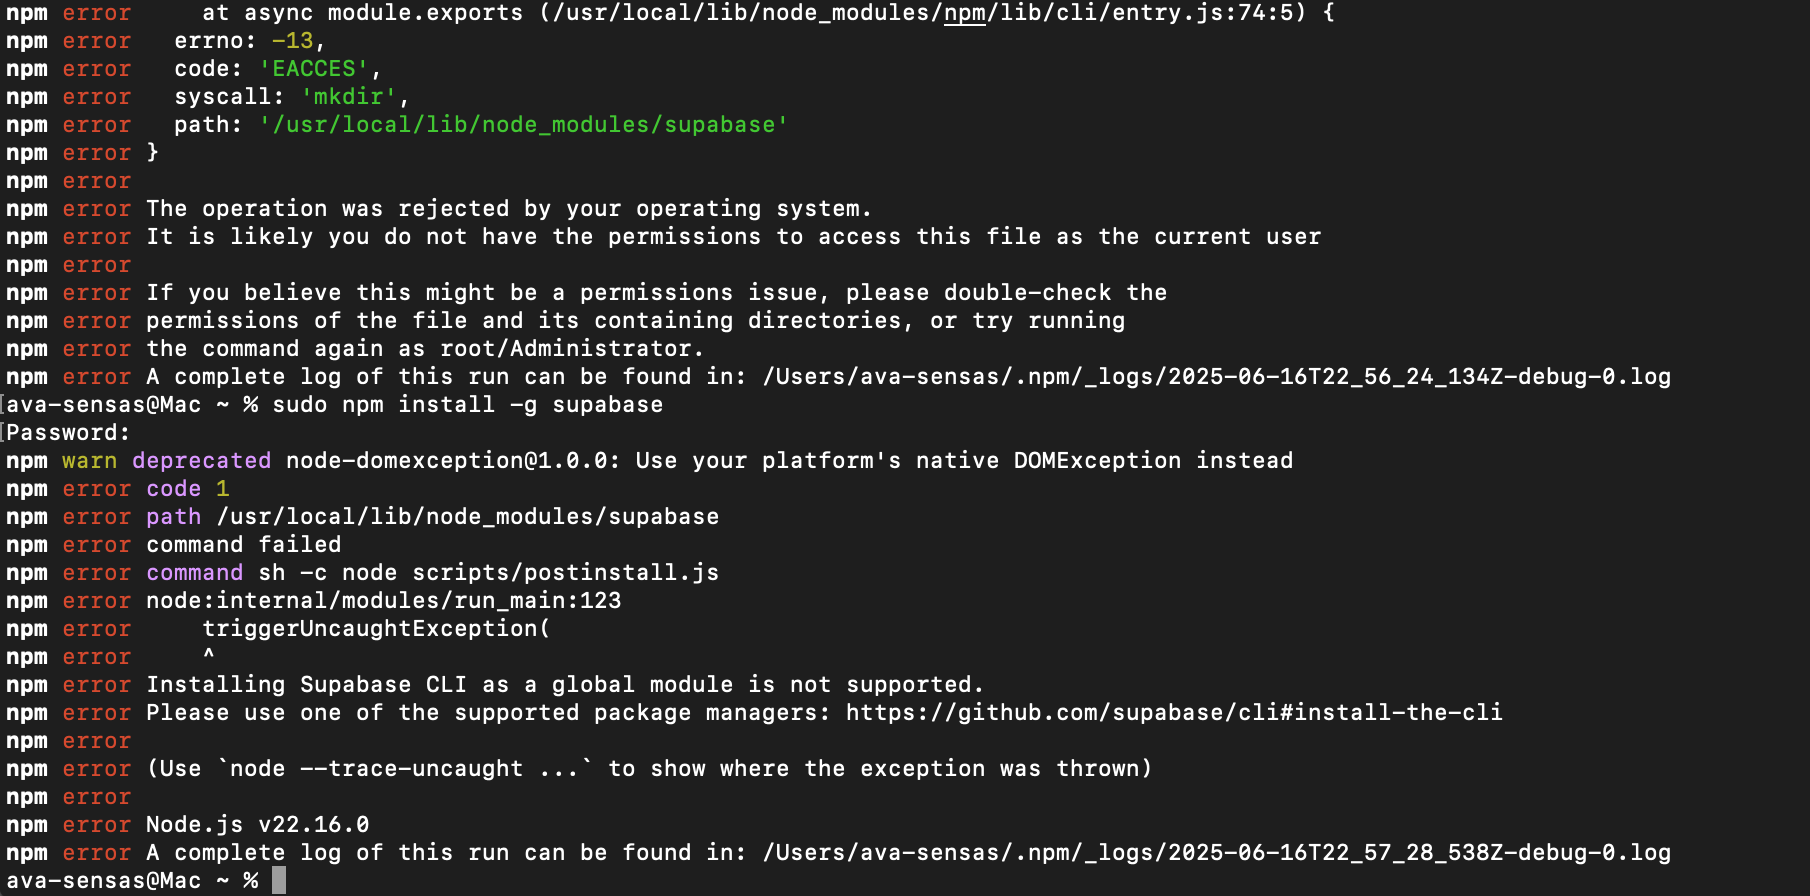 npm error     at async module.exports (/usr/local/lib/node_modules/npm/lib/cli/entry.js:74:5) {
npm error   errno: -13,
npm error   code: 'EACCES',
npm error   syscall: 'mkdir',
npm error   path: '/usr/local/lib/node_modules/supabase'
npm error }
npm error
npm error The operation was rejected by your operating system.
npm error It is likely you do not have the permissions to access this file as the current user
npm error
npm error If you believe this might be a permissions issue, please double-check the
npm error permissions of the file and its containing directories, or try running
npm error the command again as root/Administrator.
npm error A complete log of this run can be found in: /Users/ava-sensas/.npm/_logs/2025-06-16T22_56_24_134Z-debug-0.log
ava-sensas@Mac ~ % sudo npm install -g supabase
Password:
npm warn deprecated node-domexception@1.0.0: Use your platform's native DOMException instead
npm error code 1
npm error path /usr/local/lib/node_modules/supabase
npm error command failed
npm error command sh -c node scripts/postinstall.js
npm error node:internal/modules/run_main:123
npm error     triggerUncaughtException(
npm error     ^
npm error Installing Supabase CLI as a global module is not supported.
npm error Please use one of the supported package managers: https://github.com/supabase/cli#install-the-cli
npm error
npm error (Use `node --trace-uncaught ...` to show where the exception was thrown)
npm error
npm error Node.js v22.16.0
npm error A complete log of this run can be found in: /Users/ava-sensas/.npm/_logs/2025-06-16T22_57_28_538Z-debug-0.log
ava-sensas@Mac ~ %